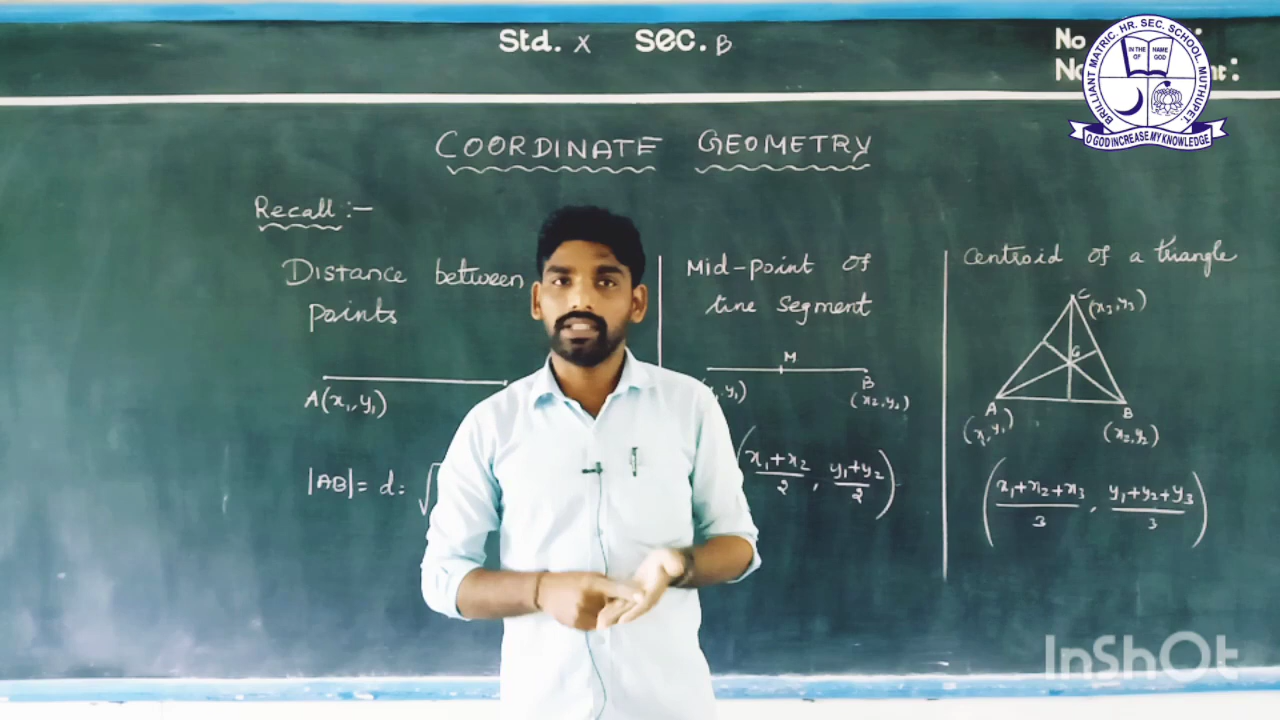 Std. X Sec. B
No
No
nt:
BRILLIANT MATRIC. HR. SEC. SCHOOL. MUTHUPET.
IN THE NAME
OF GOD
O GOD INCREASE MY KNOWLEDGE
COORDINATE GEOMETRY
Recall :-
Distance between
points
A(x₁,y₁)
|AB| = d = √
Mid-point of
line segment
M
, y₁) B
(x₂,y₂)
(x₁+x₂/2 , y₁+y₂/2)
Centroid of a triangle
C (x₃,y₃)
G
A B
(x₁,y₁) (x₂,y₂)
(x₁+x₂+x₃/3 , y₁+y₂+y₃/3)
InShOt